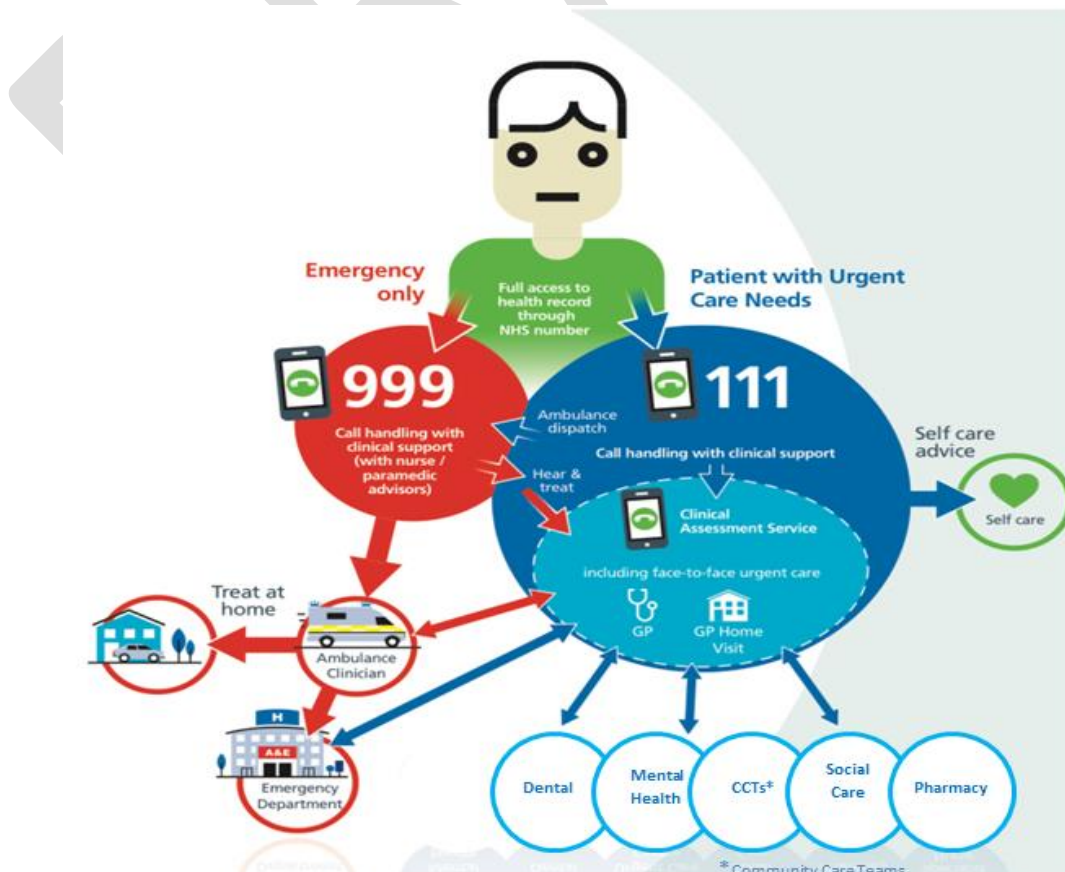 Emergency
only
Full access to
health record
through
NHS number
Patient with Urgent
Care Needs
999
Call handling with
clinical support
(with nurse /
paramedic
advisors)
Ambulance
dispatch
Hear &
treat
111
Call handling with clinical support
Clinical
Assessment Service
including face-to-face urgent care
GP
GP Home
Visit
Self care
advice
Self care
Treat at
home
Ambulance
Clinician
H
A&E
Emergency
Department
Dental
Mental
Health
CCTs*
Social
Care
Pharmacy
* Community Care Teams